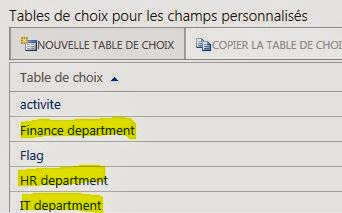 Tables de choix pour les champs personnalisés
NOUVELLE TABLE DE CHOIX COPIER LA TABLE DE CHOI
Table de choix
activite
Finance department
Flag
HR department
IT department